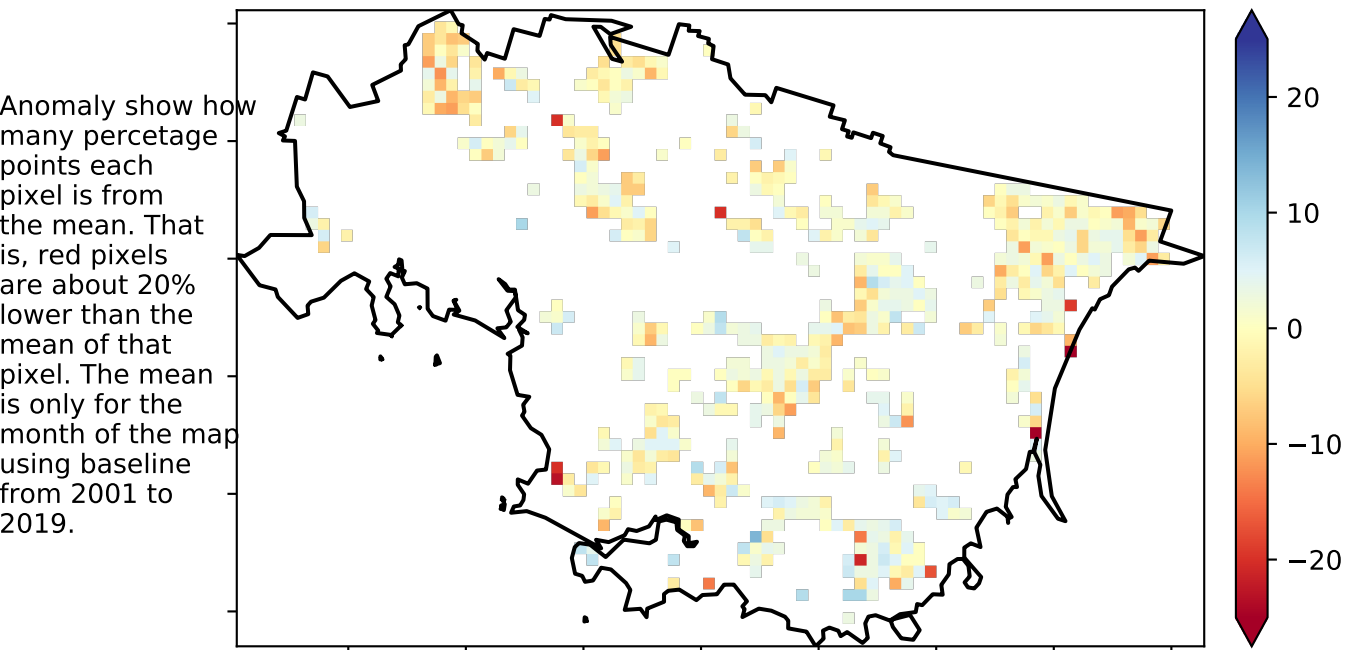 Anomaly show how
many percetage
points each
pixel is from
the mean. That
is, red pixels
are about 20%
lower than the
mean of that
pixel. The mean
is only for the
month of the map
using baseline
from 2001 to
2019.
20
10
0
−10
−20